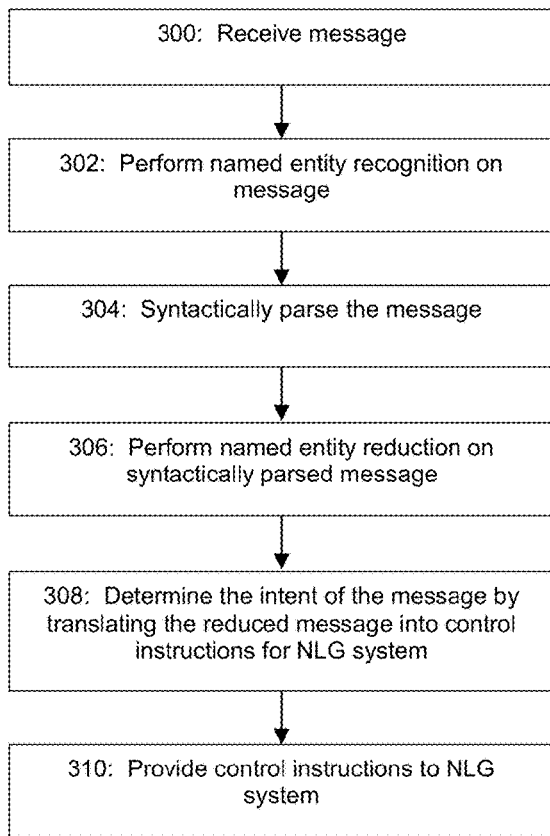 300: Receive message
302: Perform named entity recognition on
message
304: Syntactically parse the message
306: Perform named entity reduction on
syntactically parsed message
308: Determine the intent of the message by
translating the reduced message into control
instructions for NLG system
310: Provide control instructions to NLG
system